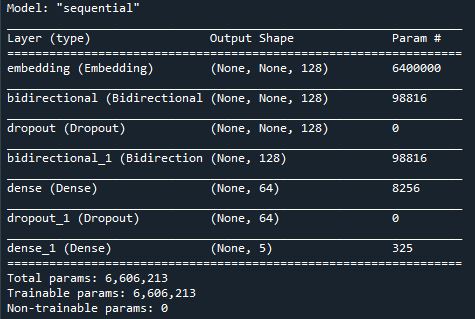 Model: "sequential"
Layer (type) Output Shape Param #
embedding (Embedding) (None, None, 128) 6400000
bidirectional (Bidirectional (None, None, 128) 98816
dropout (Dropout) (None, None, 128) 0
bidirectional_1 (Bidirection (None, 128) 98816
dense (Dense) (None, 64) 8256
dropout_1 (Dropout) (None, 64) 0
dense_1 (Dense) (None, 5) 325
Total params: 6,606,213
Trainable params: 6,606,213
Non-trainable params: 0